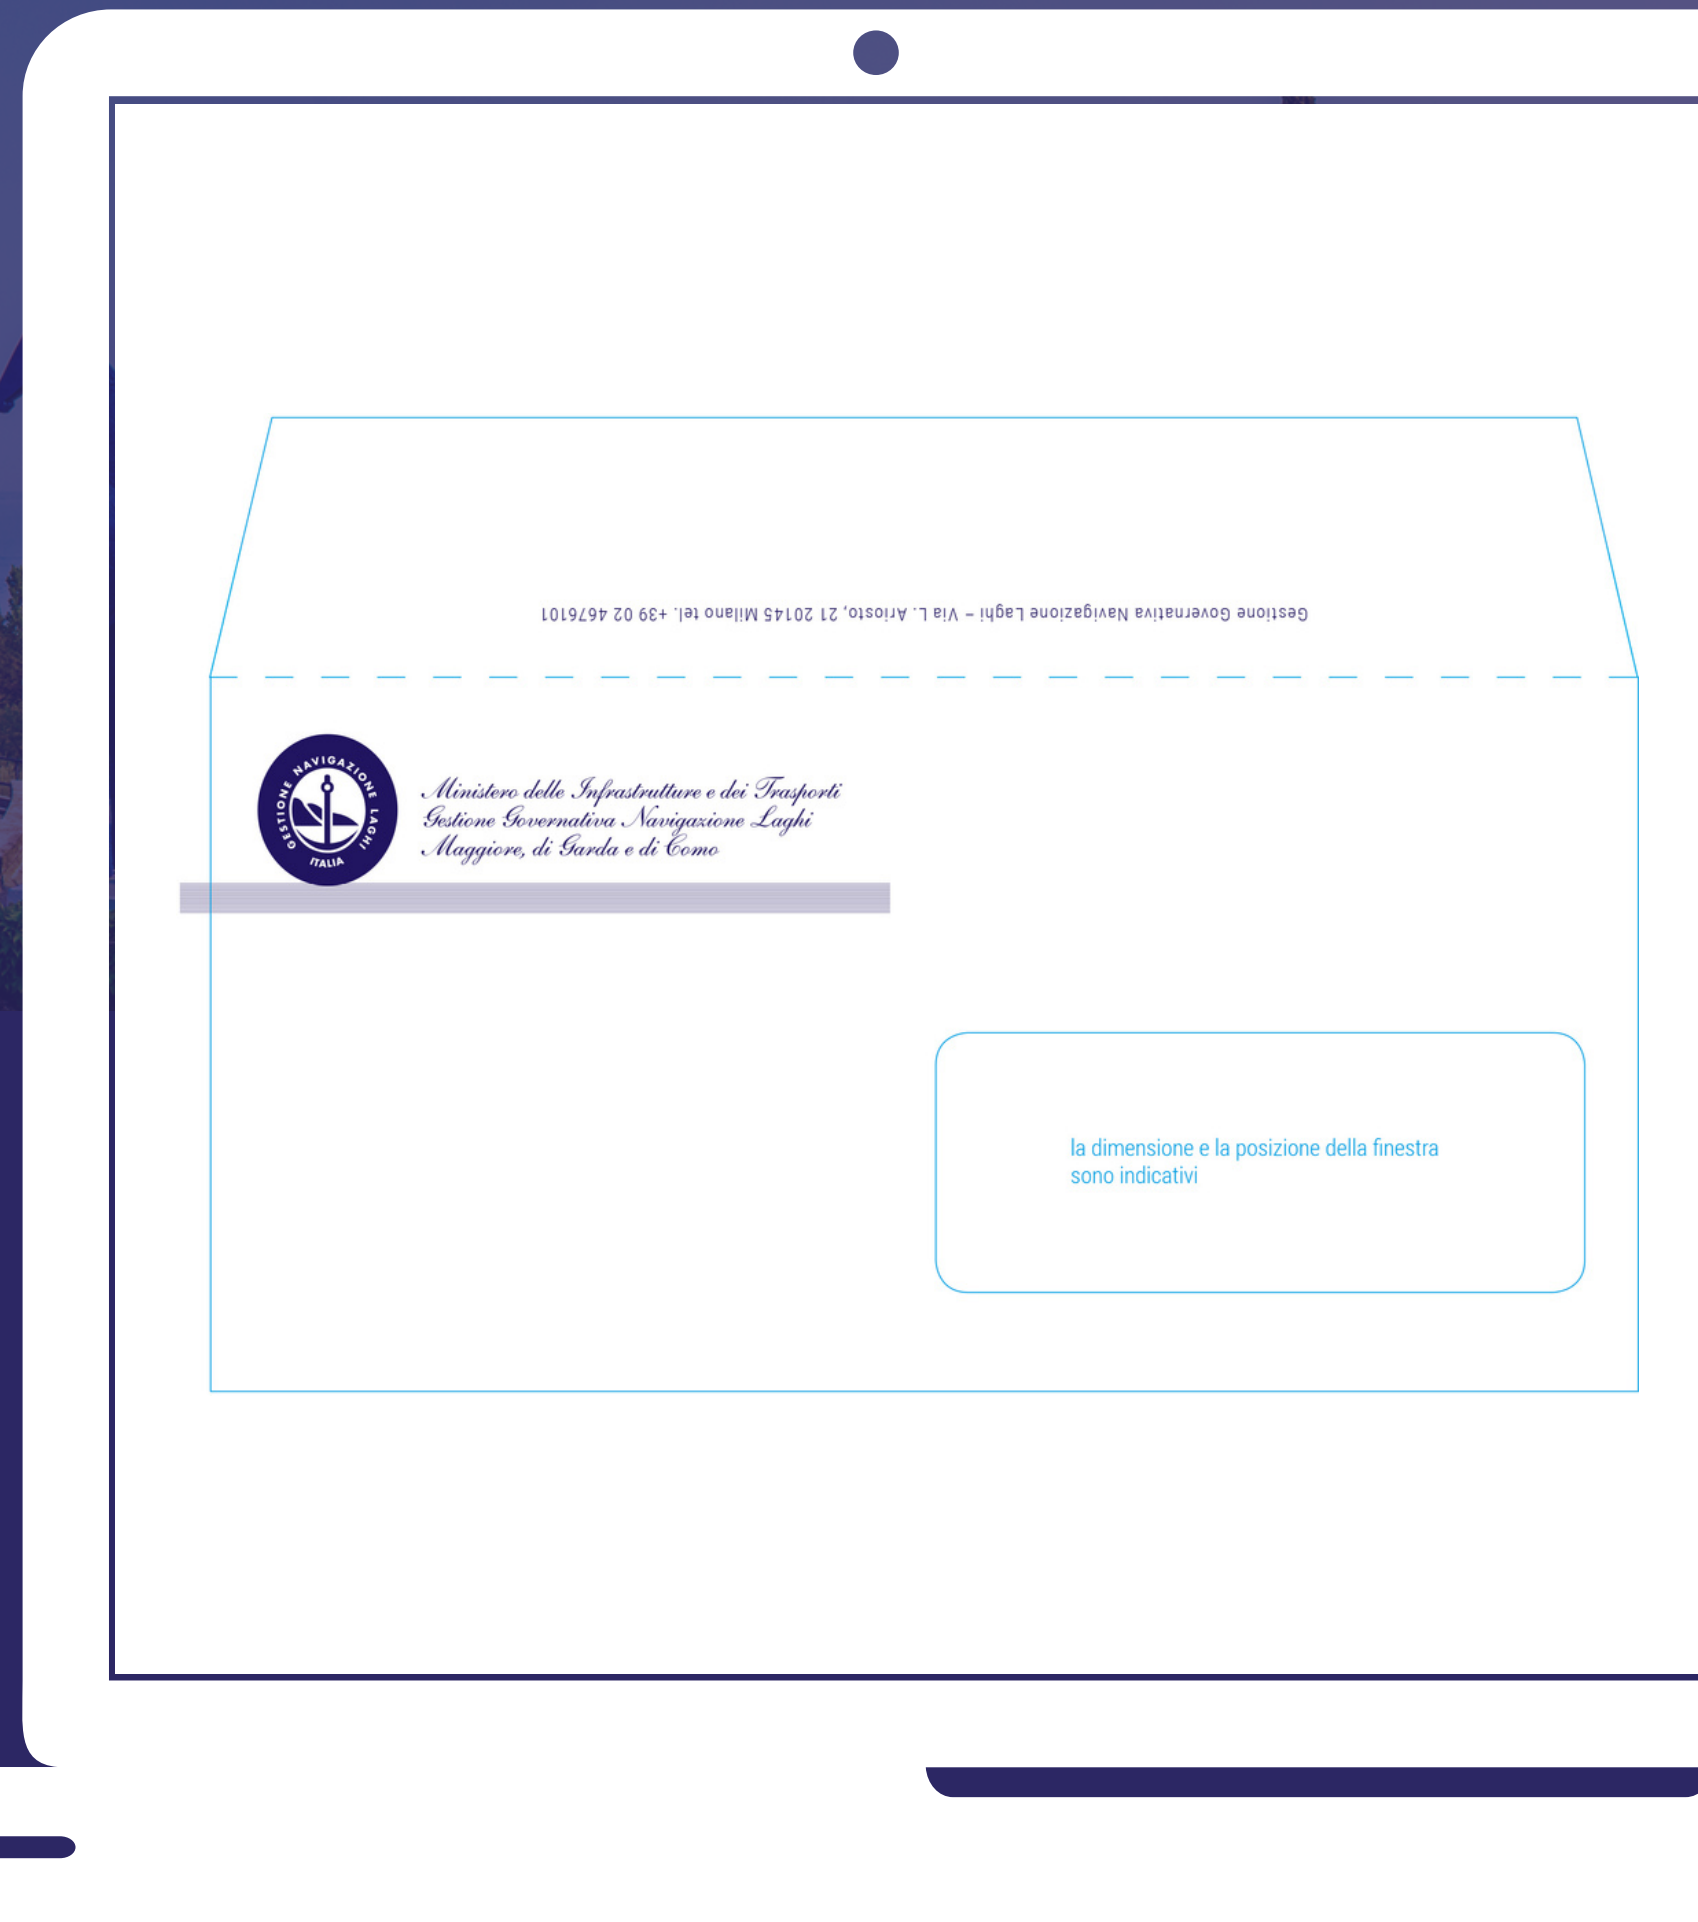 Gestione Governativa Navigazione Laghi – Via L. Ariosto, 21 20145 Milano tel. +39 02 4676101
GESTIONE NAVIGAZIONE LAGHI
ITALIA
Ministero delle Infrastrutture e dei Trasporti
Gestione Governativa Navigazione Laghi
Maggiore, di Garda e di Como
la dimensione e la posizione della finestra
sono indicativi